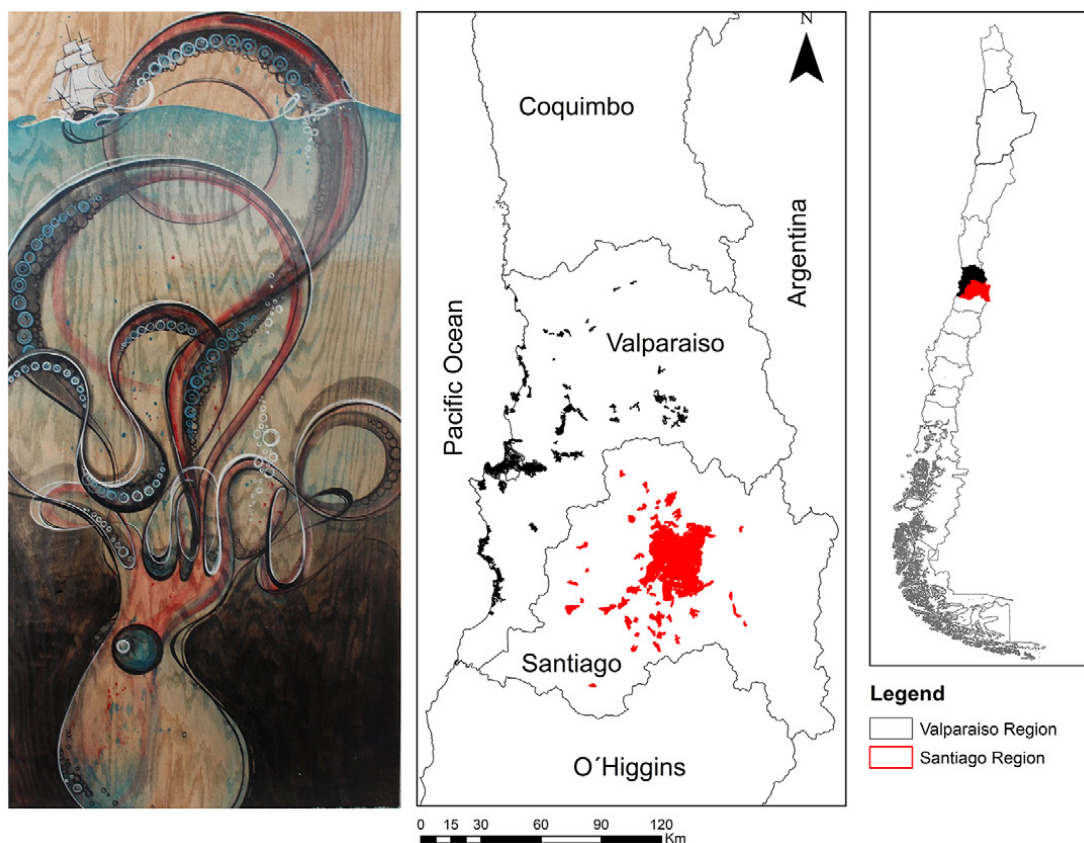 N
Coquimbo
Argentina
Valparaiso
Pacific Ocean
Santiago
O´Higgins
0 15 30 60 90 120
Km
Legend
Valparaiso Region
Santiago Region